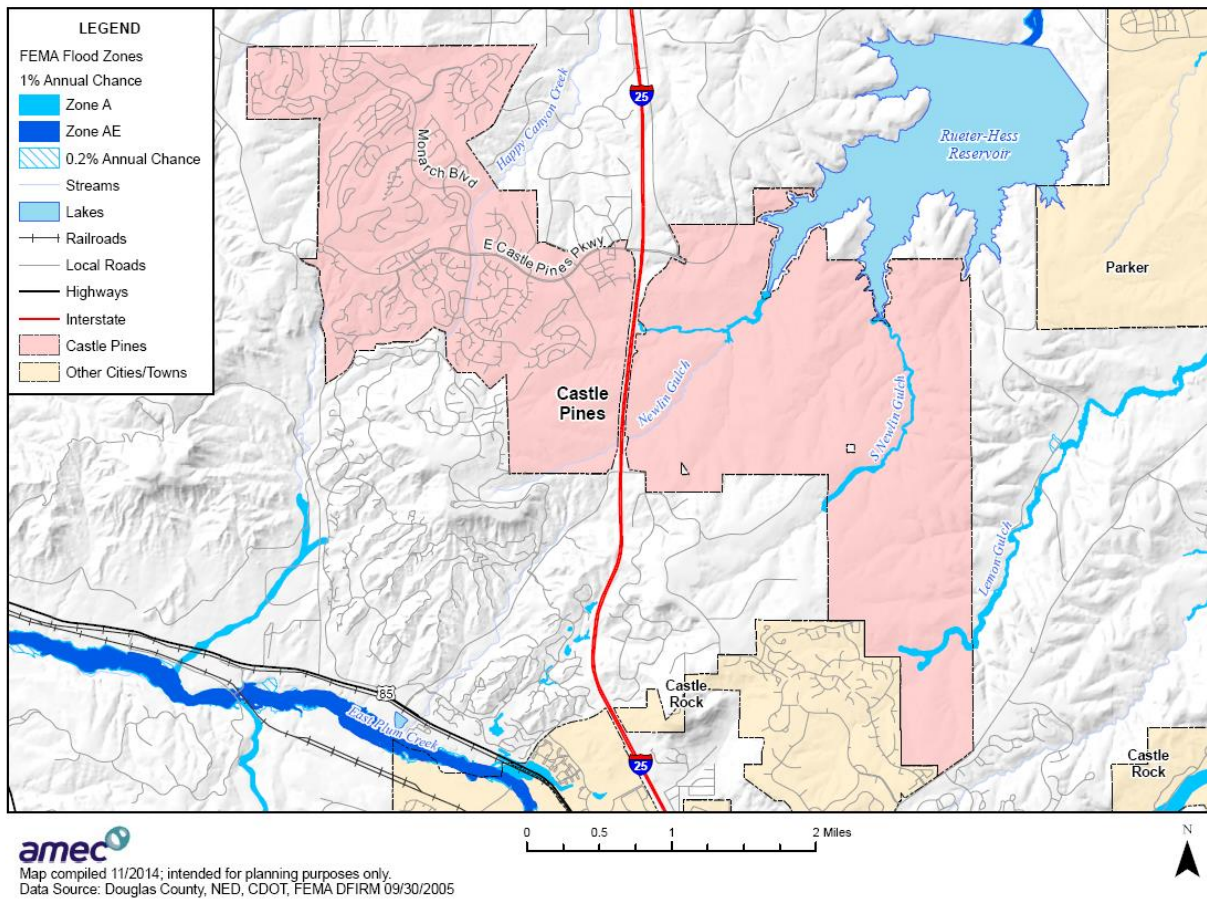 LEGEND
FEMA Flood Zones
1% Annual Chance
Zone A
Zone AE
0.2% Annual Chance
Streams
Lakes
Railroads
Local Roads
Highways
Interstate
Castle Pines
Other Cities/Towns
25
Happy Canyon Creek
Monarch Blvd
E Castle Pines Pkwy
Rueter-Hess
Reservoir
Parker
Castle
Pines
Newlin Gulch
S Newlin Gulch
Lemon Gulch
85
East Plum Creek
Castle
Rock
25
Castle
Rock
amec
Map compiled 11/2014; intended for planning purposes only.
Data Source: Douglas County, NED, CDOT, FEMA DFIRM 09/30/2005
0 0.5 1 2 Miles
N